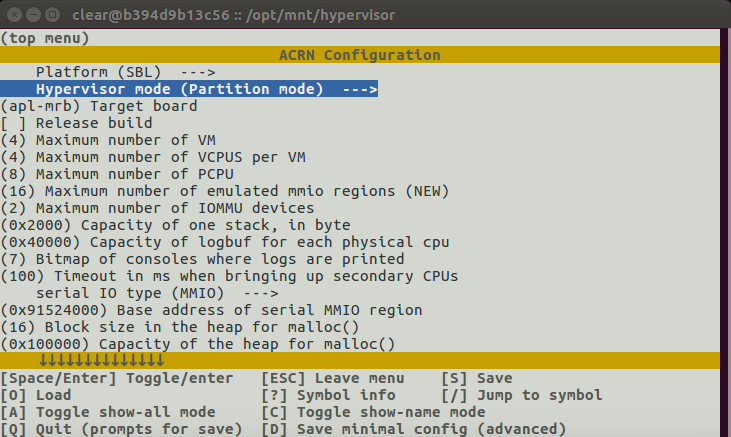 clear@b394d9b13c56 :: /opt/mnt/hypervisor
(top menu)
ACRN Configuration
Platform (SBL)  --->
Hypervisor mode (Partition mode)  --->
(apl-mrb) Target board
[ ] Release build
(4) Maximum number of VM
(4) Maximum number of VCPUS per VM
(8) Maximum number of PCPU
(16) Maximum number of emulated mmio regions (NEW)
(2) Maximum number of IOMMU devices
(0x2000) Capacity of one stack, in byte
(0x40000) Capacity of logbuf for each physical cpu
(7) Bitmap of consoles where logs are printed
(100) Timeout in ms when bringing up secondary CPUs
serial IO type (MMIO)  --->
(0x91524000) Base address of serial MMIO region
(16) Block size in the heap for malloc()
(0x100000) Capacity of the heap for malloc()
↓↓↓↓↓↓↓↓↓↓↓↓↓↓
[Space/Enter] Toggle/enter   [ESC] Leave menu    [S] Save
[O] Load                     [?] Symbol info     [/] Jump to symbol
[A] Toggle show-all mode     [C] Toggle show-name mode
[Q] Quit (prompts for save)  [D] Save minimal config (advanced)